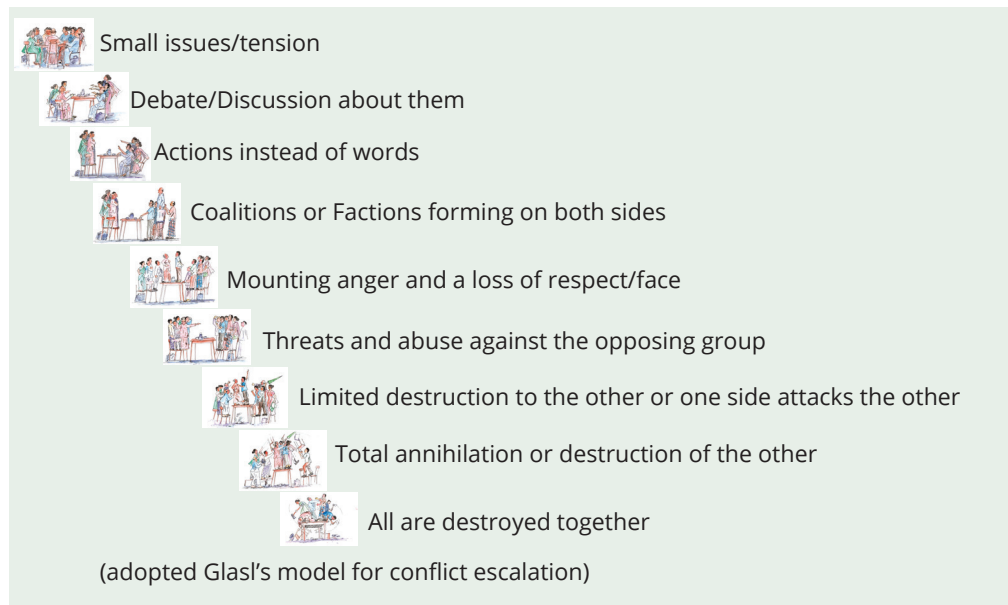 Small issues/tension
Debate/Discussion about them
Actions instead of words
Coalitions or Factions forming on both sides
Mounting anger and a loss of respect/face
Threats and abuse against the opposing group
Limited destruction to the other or one side attacks the other
Total annihilation or destruction of the other
All are destroyed together
(adopted Glasl’s model for conflict escalation)